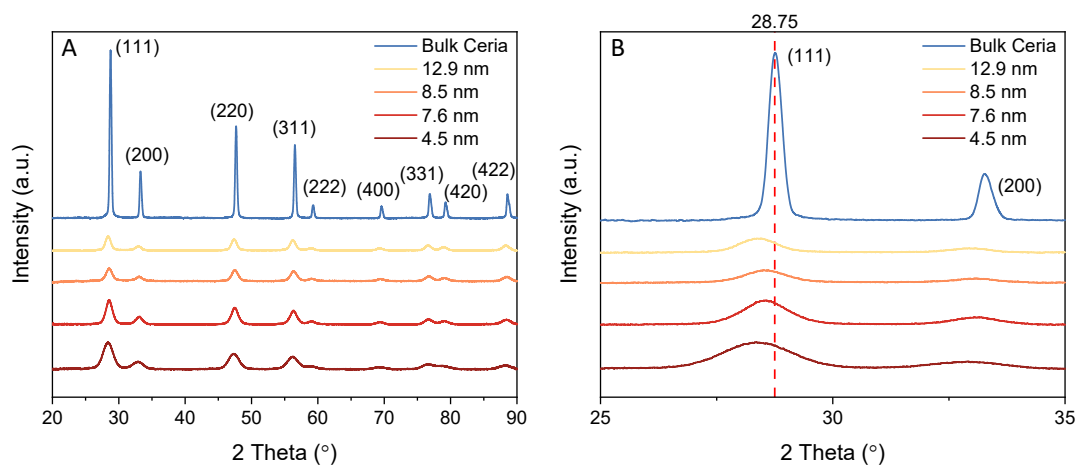 A
(111)
(200)
(220)
(311)
(222)
(400)
(331)
(420)
(422)
Bulk Ceria
12.9 nm
8.5 nm
7.6 nm
4.5 nm
Intensity (a.u.)
20 30 40 50 60 70 80 90
2 Theta (°)
28.75
B
(111)
(200)
Bulk Ceria
12.9 nm
8.5 nm
7.6 nm
4.5 nm
Intensity (a.u.)
25 30 35
2 Theta (°)